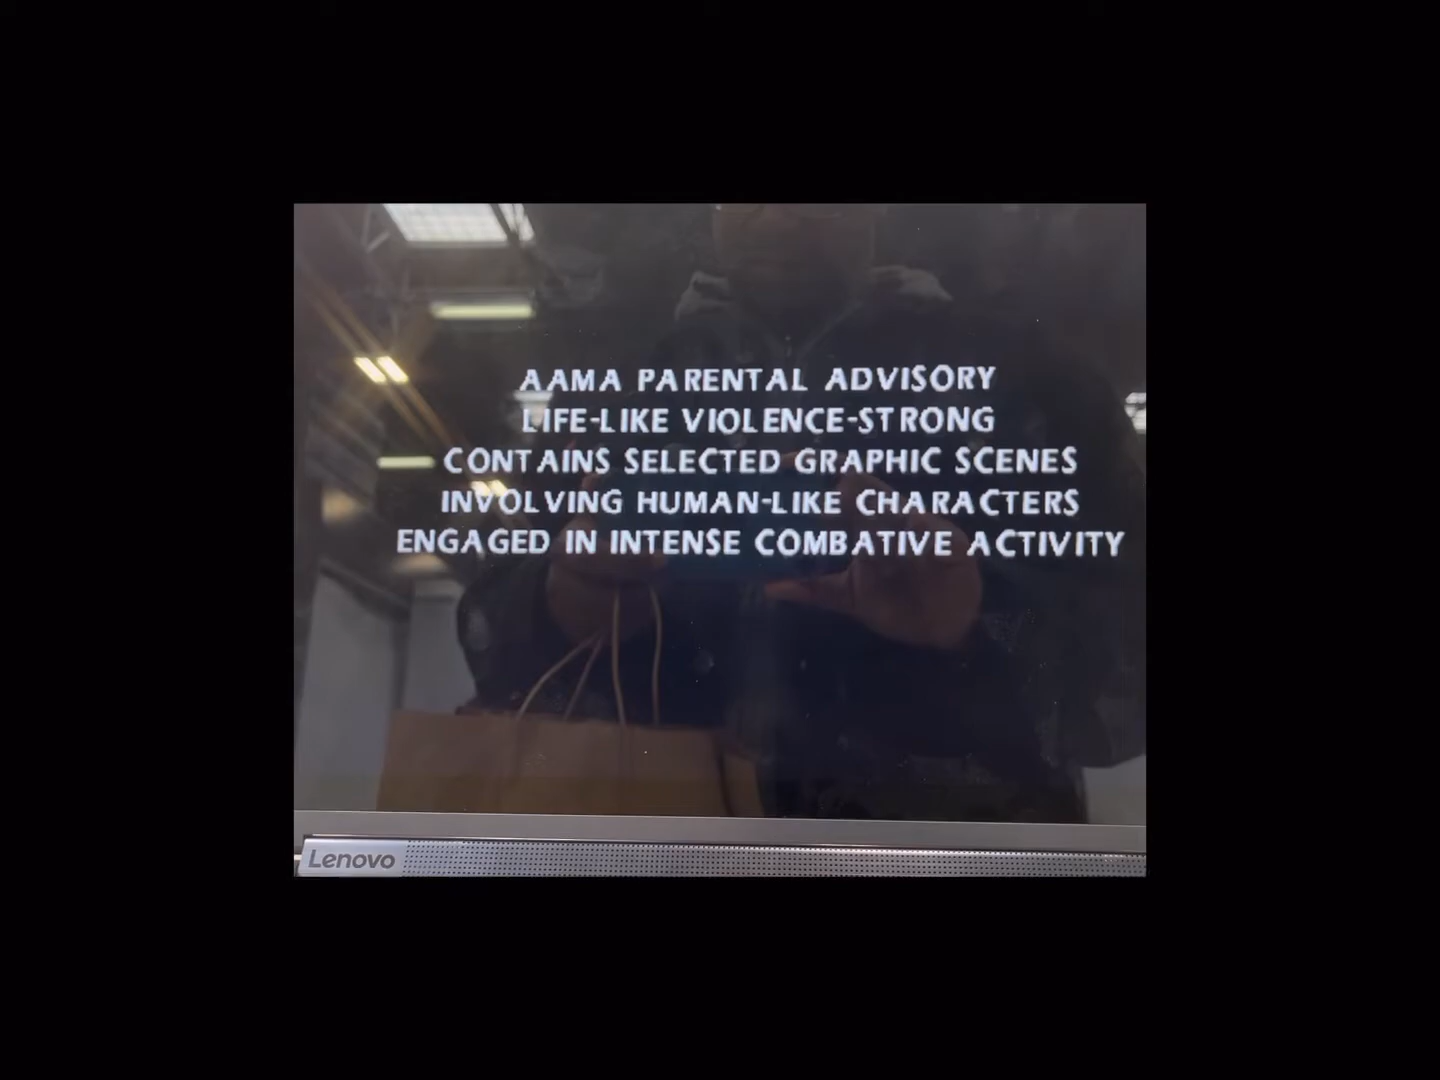 AAMA PARENTAL ADVISORY
LIFE-LIKE VIOLENCE-STRONG
CONTAINS SELECTED GRAPHIC SCENES
INVOLVING HUMAN-LIKE CHARACTERS
ENGAGED IN INTENSE COMBATIVE ACTIVITY
Lenovo